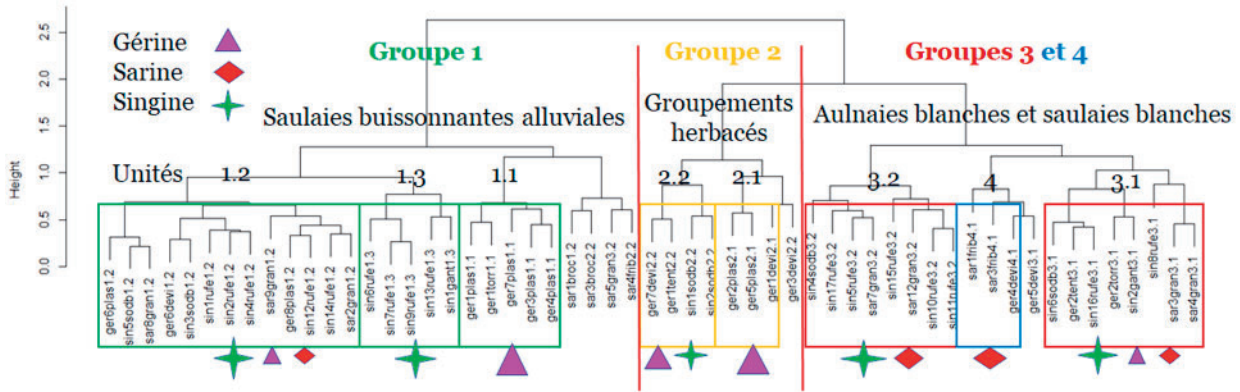 2.5
2.0
1.5
1.0
0.5
0.0
Height
Gérine
Sarine
Singine
Groupe 1
Groupe 2
Groupes 3 et 4
Saulaies buissonnantes alluviales
Groupements
herbacés
Aulnaies blanches et saulaies blanches
Unités
1.2
1.3
1.1
2.2
2.1
3.2
4
3.1
ger6plas1.2
sin5sodb1.2
sar8gran1.2
ger6devi1.2
sin3sodb1.2
sin1rufe1.2
sin2rufe1.2
sin4rufe1.2
sar9gran1.2
ger8plas1.2
sin12rufe1.2
sin14rufe1.2
sar2gran1.2
sin6rufe1.3
sin7rufe1.3
sin9rufe1.3
sin13rufe1.3
sin1gant1.3
ger1plas1.1
ger1torr1.1
ger7plas1.1
ger3plas1.1
ger4plas1.1
sar1broc1.2
sar3broc2.2
sar5gran3.2
sar4frib2.2
ger7devi2.2
ger1tent2.2
sin1sodb2.2
sin2sodb2.2
ger2plas2.1
ger5plas2.1
ger1devi2.1
ger3devi2.2
sin4sodb3.2
sin17rufe3.2
sin5rufe3.2
sar7gran3.2
sin15rufe3.2
sar12gran3.2
sin10rufe3.2
sin11rufe3.2
sar1frib4.1
sar3frib4.1
ger4devi4.1
ger5devi3.1
sin6sodb3.1
ger2tent3.1
sin16rufe3.1
ger2torr3.1
sin2gant3.1
sin8rufe3.1
sar3gran3.1
sar4gran3.1